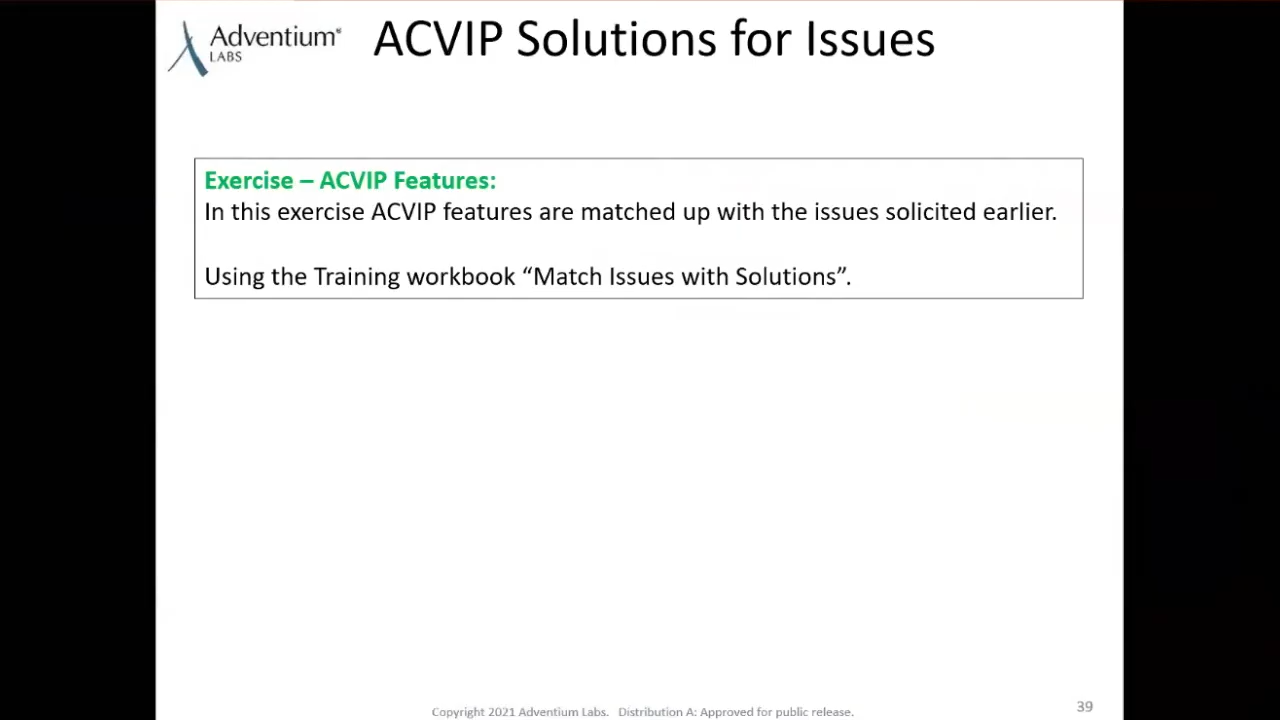 Adventium®
LABS
ACVIP Solutions for Issues
Exercise – ACVIP Features:
In this exercise ACVIP features are matched up with the issues solicited earlier.
Using the Training workbook “Match Issues with Solutions”.
Copyright 2021 Adventium Labs. Distribution A: Approved for public release.
39